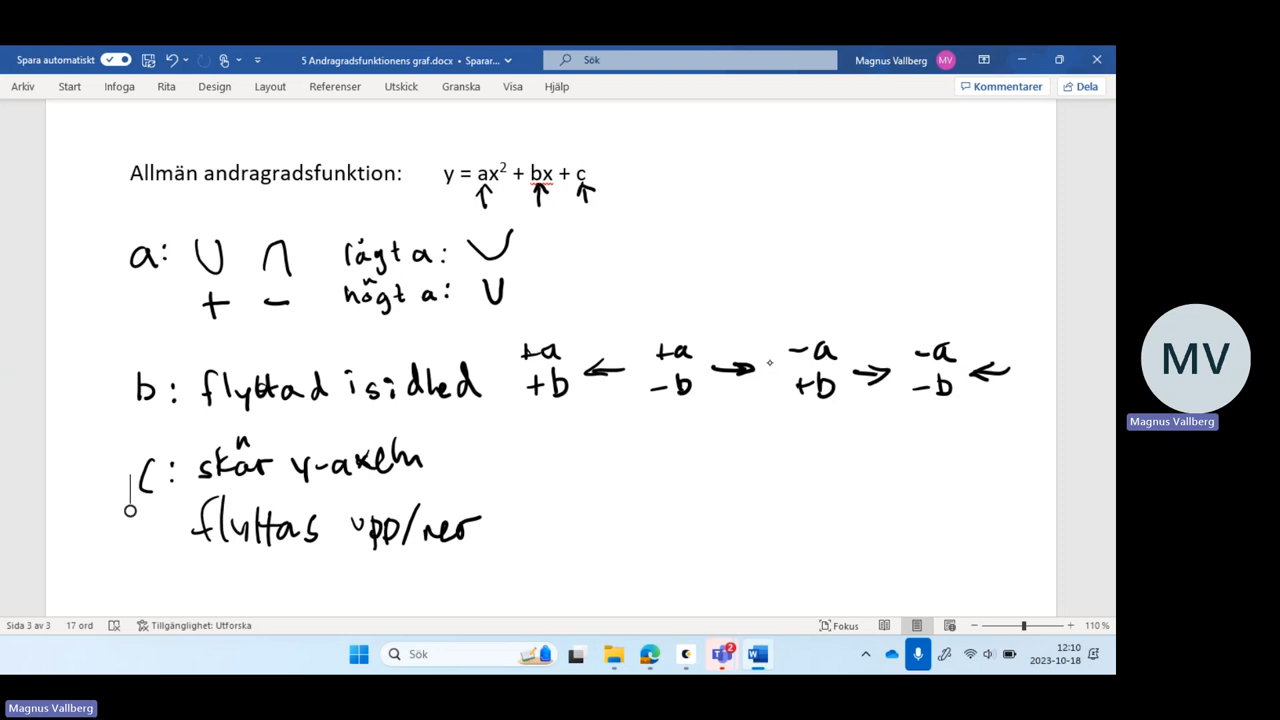 Spara automatiskt
5 Andragradsfunktionens graf.docx • Sparar...
Sök
Magnus Vallberg MV
Arkiv Start Infoga Rita Design Layout Referenser Utskick Granska Visa Hjälp
Kommentarer Dela
Allmän andragradsfunktion: y = ax² + bx + c
a: ∪ ∩ lågt a: ∪
+ - högt a: ∪
+a +a -a -a
b: flyttad i sidled +b ← -b → +b → -b ←
c: skär y-axeln
flyttas upp/ner
MV
Magnus Vallberg
Sida 3 av 3 17 ord Tillgänglighet: Utforska Fokus 110 %
Sök 2 12:10
2023-10-18
Magnus Vallberg